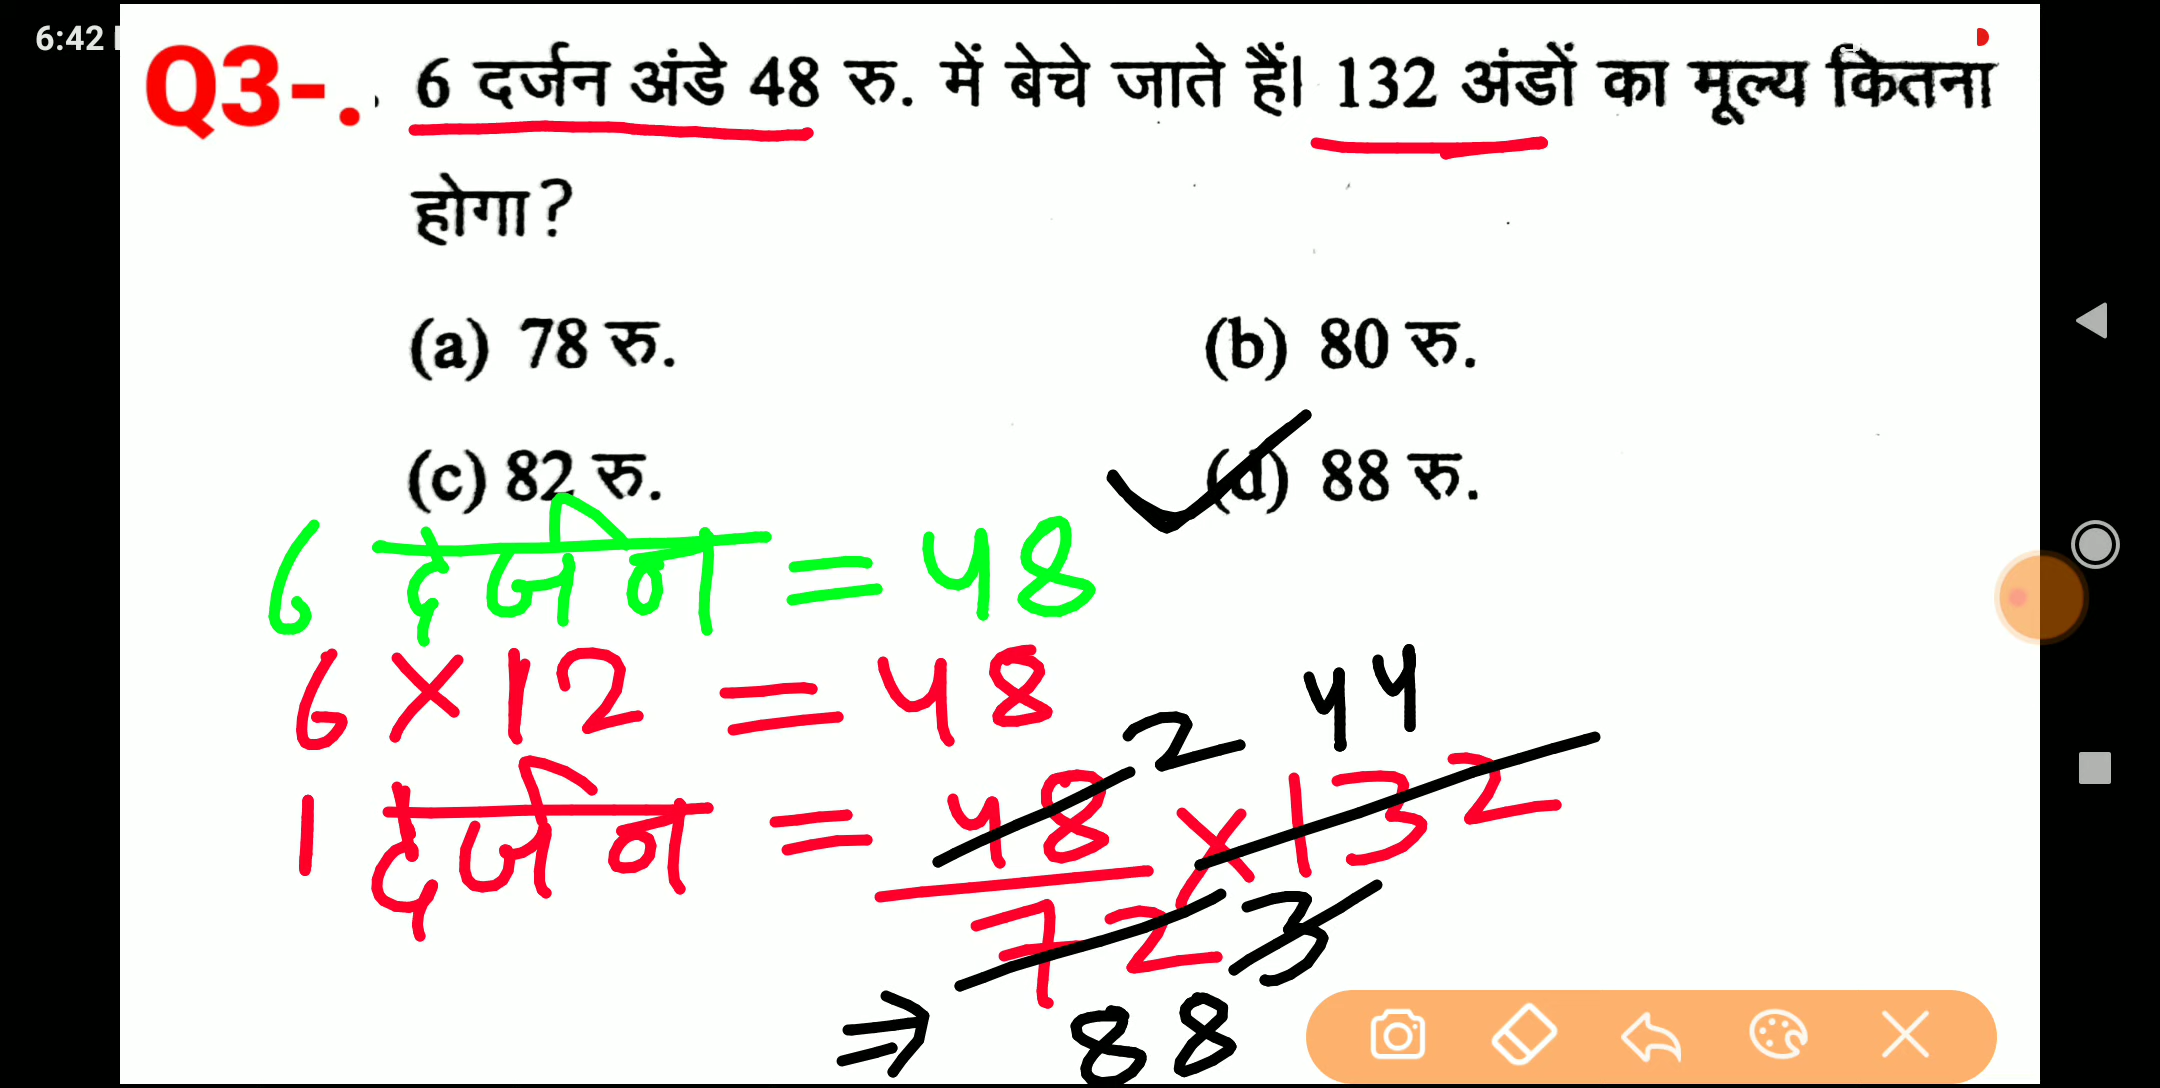 6:42
Q3-. 6 दर्जन अंडे 48 रु. में बेचे जाते हैं। 132 अंडों का मूल्य कितना
होगा?
(a) 78 रु. (b) 80 रु.
(c) 82 रु. (d) 88 रु.
6 दर्जन = 48
6 × 12 = 48
2 44
1 दर्जन = 48 × 132
72 3
⇒ 88